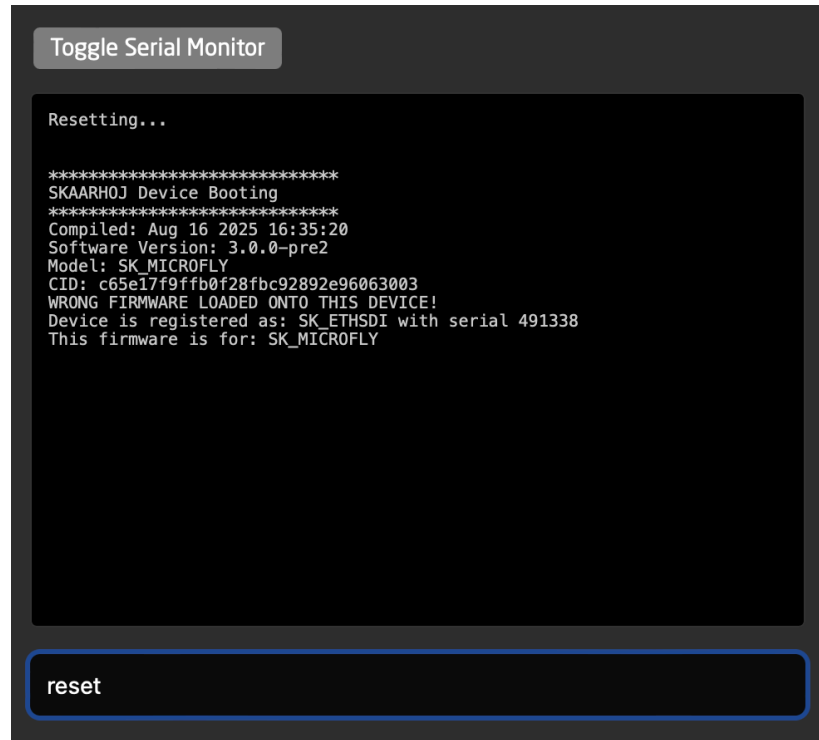 Toggle Serial Monitor
Resetting...
*****************************
SKAARHOJ Device Booting
*****************************
Compiled: Aug 16 2025 16:35:20
Software Version: 3.0.0-pre2
Model: SK_MICROFLY
CID: c65e17f9ffb0f28fbc92892e96063003
WRONG FIRMWARE LOADED ONTO THIS DEVICE!
Device is registered as: SK_ETHSDI with serial 491338
This firmware is for: SK_MICROFLY
reset